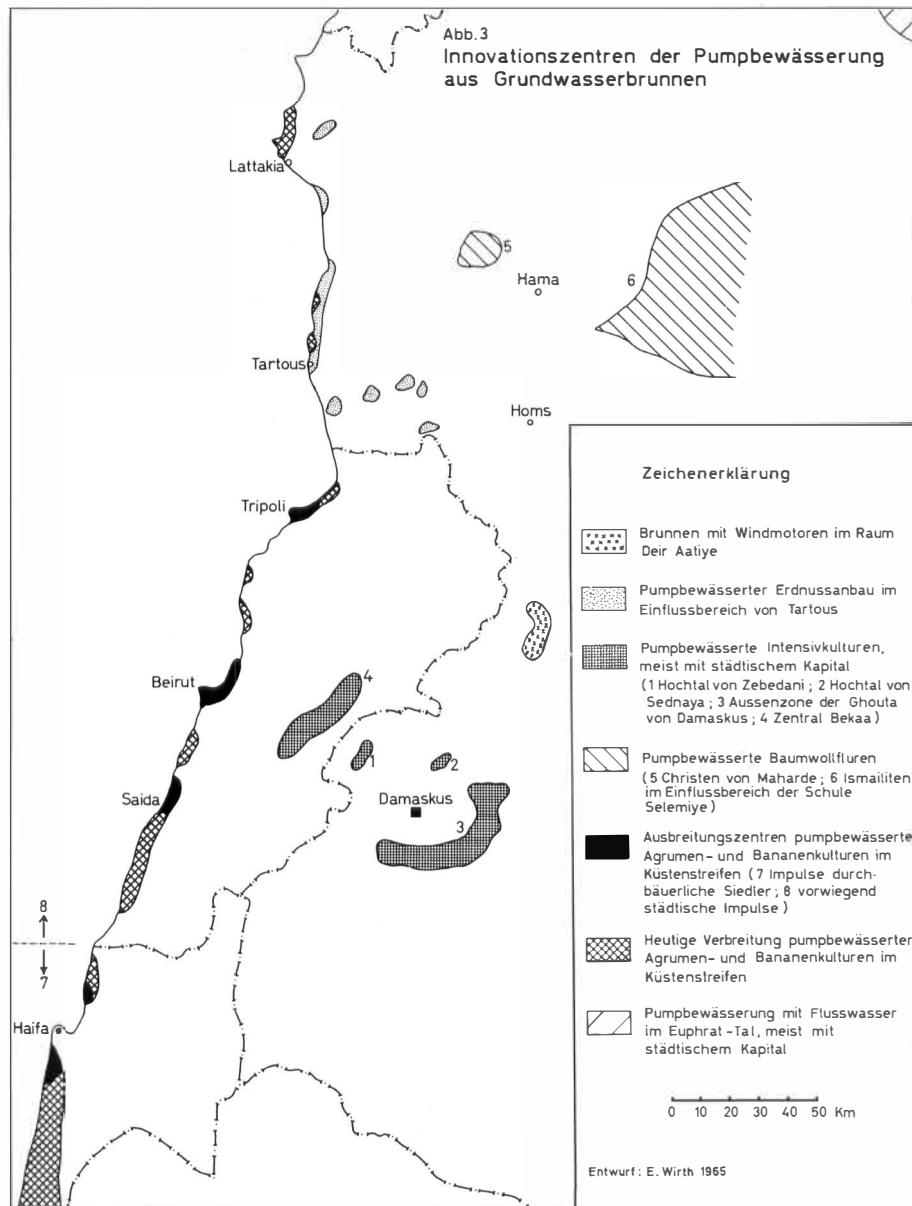 Abb.3
Innovationszentren der Pumpbewässerung
aus Grundwasserbrunnen
Lattakia
5
Hama
6
Tartous
Homs
Tripoli
Beirut
4
1
2
Saida
Damaskus
3
8
7
Haifa
Zeichenerklärung
Brunnen mit Windmotoren im Raum
Deir Aatiye
Pumpbewässerter Erdnussanbau im
Einflussbereich von Tartous
Pumpbewässerte Intensivkulturen,
meist mit städtischem Kapital
(1 Hochtal von Zebedani; 2 Hochtal von
Sednaya; 3 Aussenzone der Ghouta
von Damaskus; 4 Zentral Bekaa)
Pumpbewässerte Baumwollfluren
(5 Christen von Maharde; 6 Ismailiten
im Einflussbereich der Schule
Selemiye)
Ausbreitungszentren pumpbewässerte
Agrumen- und Bananenkulturen im
Küstenstreifen (7 Impulse durch-
bäuerliche Siedler; 8 vorwiegend
städtische Impulse)
Heutige Verbreitung pumpbewässerter
Agrumen- und Bananenkulturen im
Küstenstreifen
Pumpbewässerung mit Flusswasser
im Euphrat-Tal, meist mit
städtischem Kapital
0 10 20 30 40 50 Km
Entwurf: E. Wirth 1965